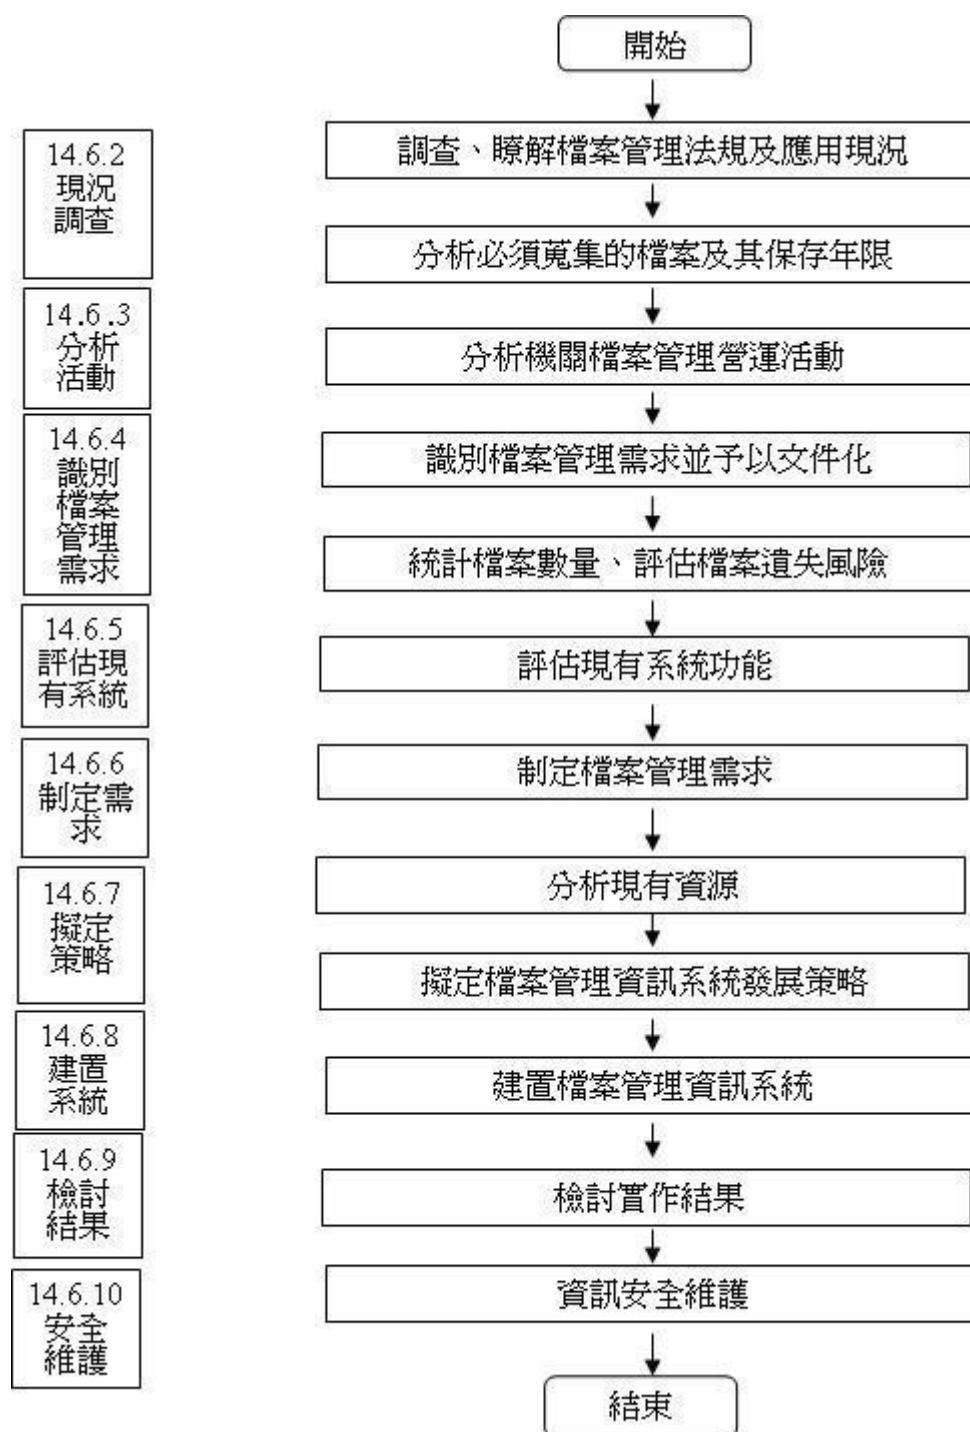 開始
14.6.2
現況
調查
調查、瞭解檔案管理法規及應用現況
分析必須蒐集的檔案及其保存年限
14.6.3
分析
活動
分析機關檔案管理營運活動
14.6.4
識別
檔案
管理
需求
識別檔案管理需求並予以文件化
統計檔案數量、評估檔案遺失風險
14.6.5
評估現
有系統
評估現有系統功能
14.6.6
制定需
求
制定檔案管理需求
14.6.7
擬定
策略
分析現有資源
擬定檔案管理資訊系統發展策略
14.6.8
建置
系統
建置檔案管理資訊系統
14.6.9
檢討
結果
檢討實作結果
14.6.10
安全
維護
資訊安全維護
結束